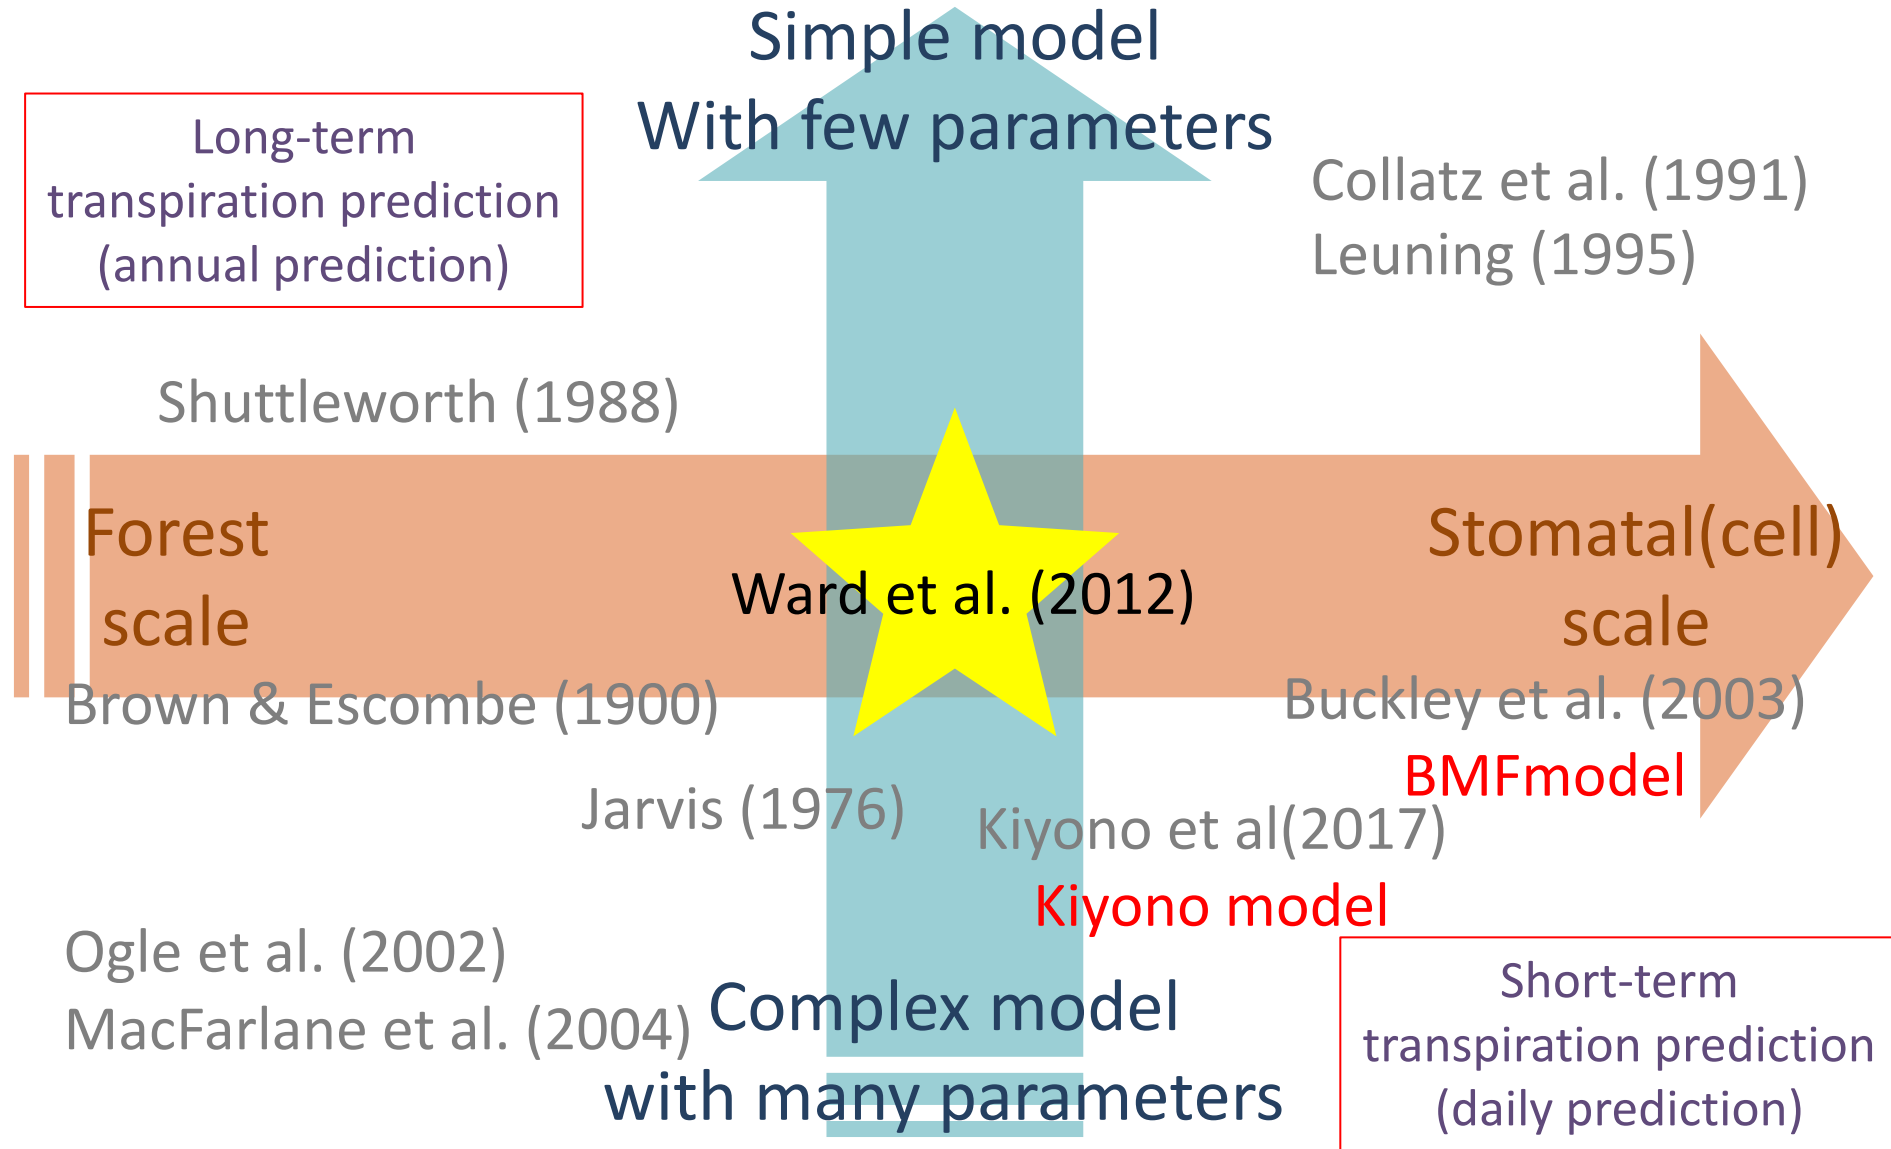 Simple model
With few parameters
Long-term
transpiration prediction
(annual prediction)
Collatz et al. (1991)
Leuning (1995)
Shuttleworth (1988)
Forest
scale
Ward et al. (2012)
Stomatal(cell)
scale
Brown & Escombe (1900)
Buckley et al. (2003)
BMFmodel
Jarvis (1976)
Kiyono et al(2017)
Kiyono model
Ogle et al. (2002)
MacFarlane et al. (2004)
Complex model
with many parameters
Short-term
transpiration prediction
(daily prediction)